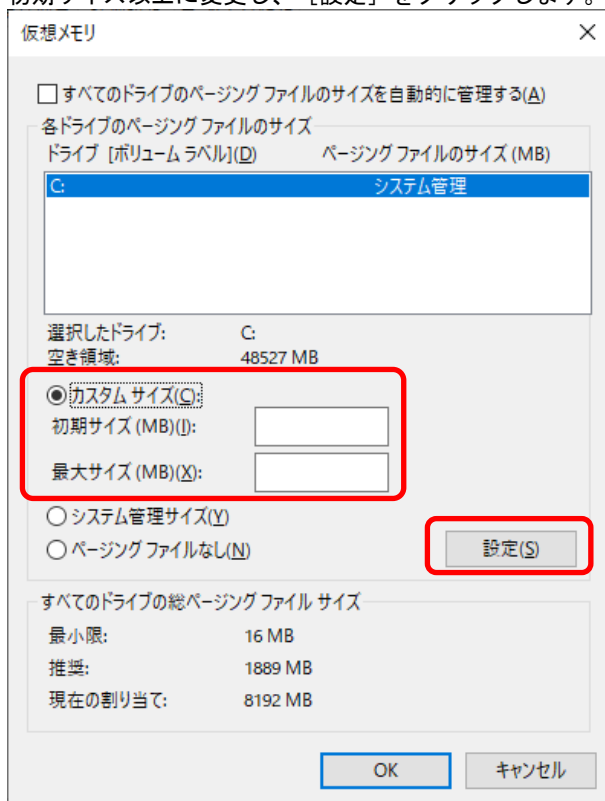 初期サイズ以上に変更し、［設定］をクリックします。
仮想メモリ
すべてのドライブのページング ファイルのサイズを自動的に管理する(A)
各ドライブのページング ファイルのサイズ
ドライブ [ボリューム ラベル](D) ページング ファイルのサイズ (MB)
C: システム管理
選択したドライブ: C:
空き領域: 48527 MB
カスタム サイズ(C):
初期サイズ (MB)(I):
最大サイズ (MB)(X):
システム管理サイズ(Y)
ページング ファイルなし(N)
設定(S)
すべてのドライブの総ページング ファイル サイズ
最小限: 16 MB
推奨: 1889 MB
現在の割り当て: 8192 MB
OK キャンセル